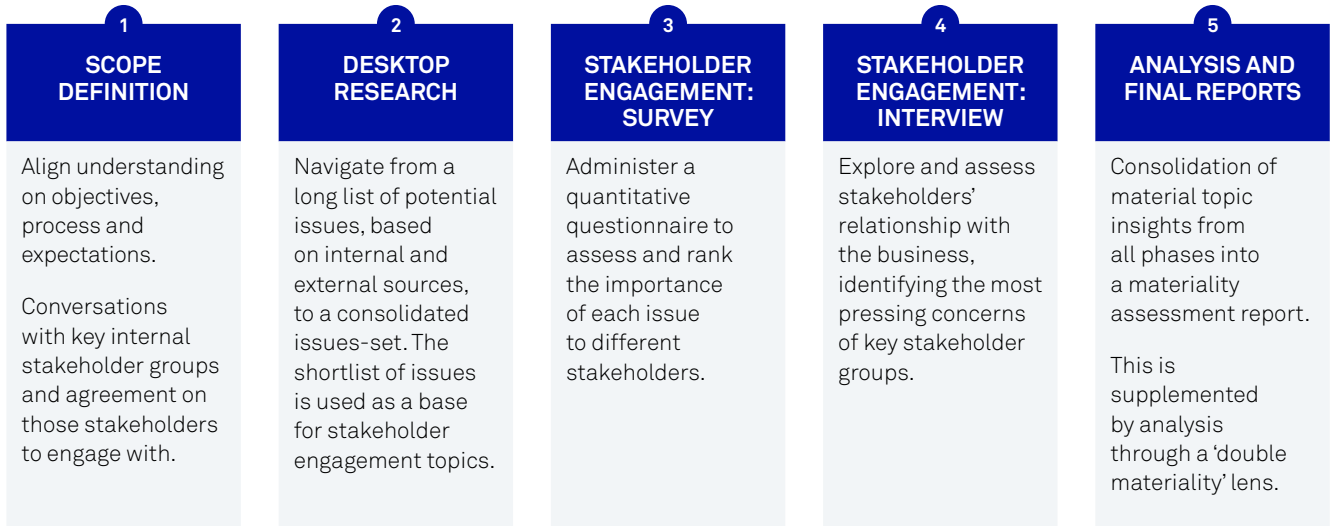 1
SCOPE
DEFINITION
Align understanding
on objectives,
process and
expectations.
Conversations
with key internal
stakeholder groups
and agreement on
those stakeholders
to engage with.
2
DESKTOP
RESEARCH
Navigate from a
long list of potential
issues, based
on internal and
external sources,
to a consolidated
issues-set. The
shortlist of issues
is used as a base
for stakeholder
engagement topics.
3
STAKEHOLDER
ENGAGEMENT:
SURVEY
Administer a
quantitative
questionnaire to
assess and rank
the importance
of each issue
to different
stakeholders.
4
STAKEHOLDER
ENGAGEMENT:
INTERVIEW
Explore and assess
stakeholders’
relationship with
the business,
identifying the most
pressing concerns
of key stakeholder
groups.
5
ANALYSIS AND
FINAL REPORTS
Consolidation of
material topic
insights from
all phases into
a materiality
assessment report.
This is
supplemented
by analysis
through a ‘double
materiality’ lens.